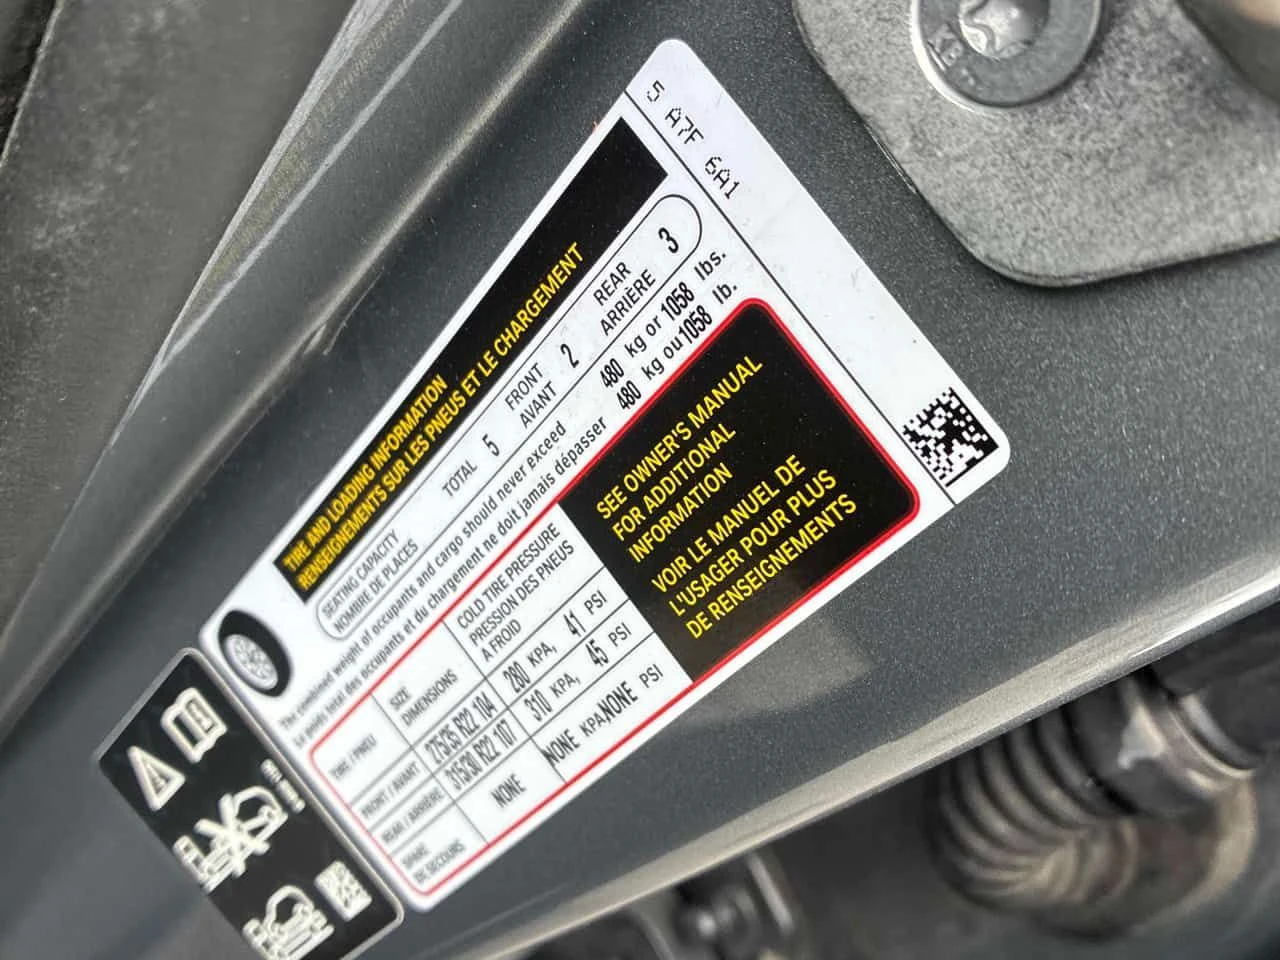 5 A7F 6A1
TIRE AND LOADING INFORMATION
RENSEIGNEMENTS SUR LES PNEUS ET LE CHARGEMENT
SEATING CAPACITY TOTAL 5 FRONT 2 REAR 3
NOMBRE DE PLACES AVANT ARRIÈRE
The combined weight of occupants and cargo should never exceed 480 kg or 1058 lbs.
Le poids total des occupants et du chargement ne doit jamais dépasser 480 kg ou 1058 lb.
TIRE / PNEU SIZE DIMENSIONS COLD TIRE PRESSURE PRESSION DES PNEUS A FROID
FRONT / AVANT 275/35 R22 104 280 KPA, 41 PSI
REAR / ARRIÈRE 315/30 R22 107 310 KPA, 45 PSI
SPARE DE SECOURS NONE NONE KPA NONE PSI
SEE OWNER'S MANUAL
FOR ADDITIONAL
INFORMATION
VOIR LE MANUEL DE
L'USAGER POUR PLUS
DE RENSEIGNEMENTS